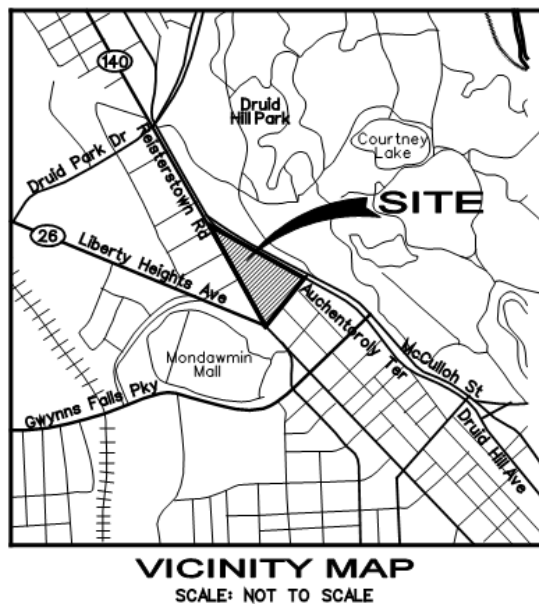 140
Druid
Hill Park
Courtney
Lake
Druid Park Dr
Reisterstown Rd
SITE
26
Liberty Heights Ave
Auchentoroly Ter
McCulloh St
Mondawmin
Mall
Gwynns Falls Pky
Druid Hill Ave
VICINITY MAP
SCALE: NOT TO SCALE